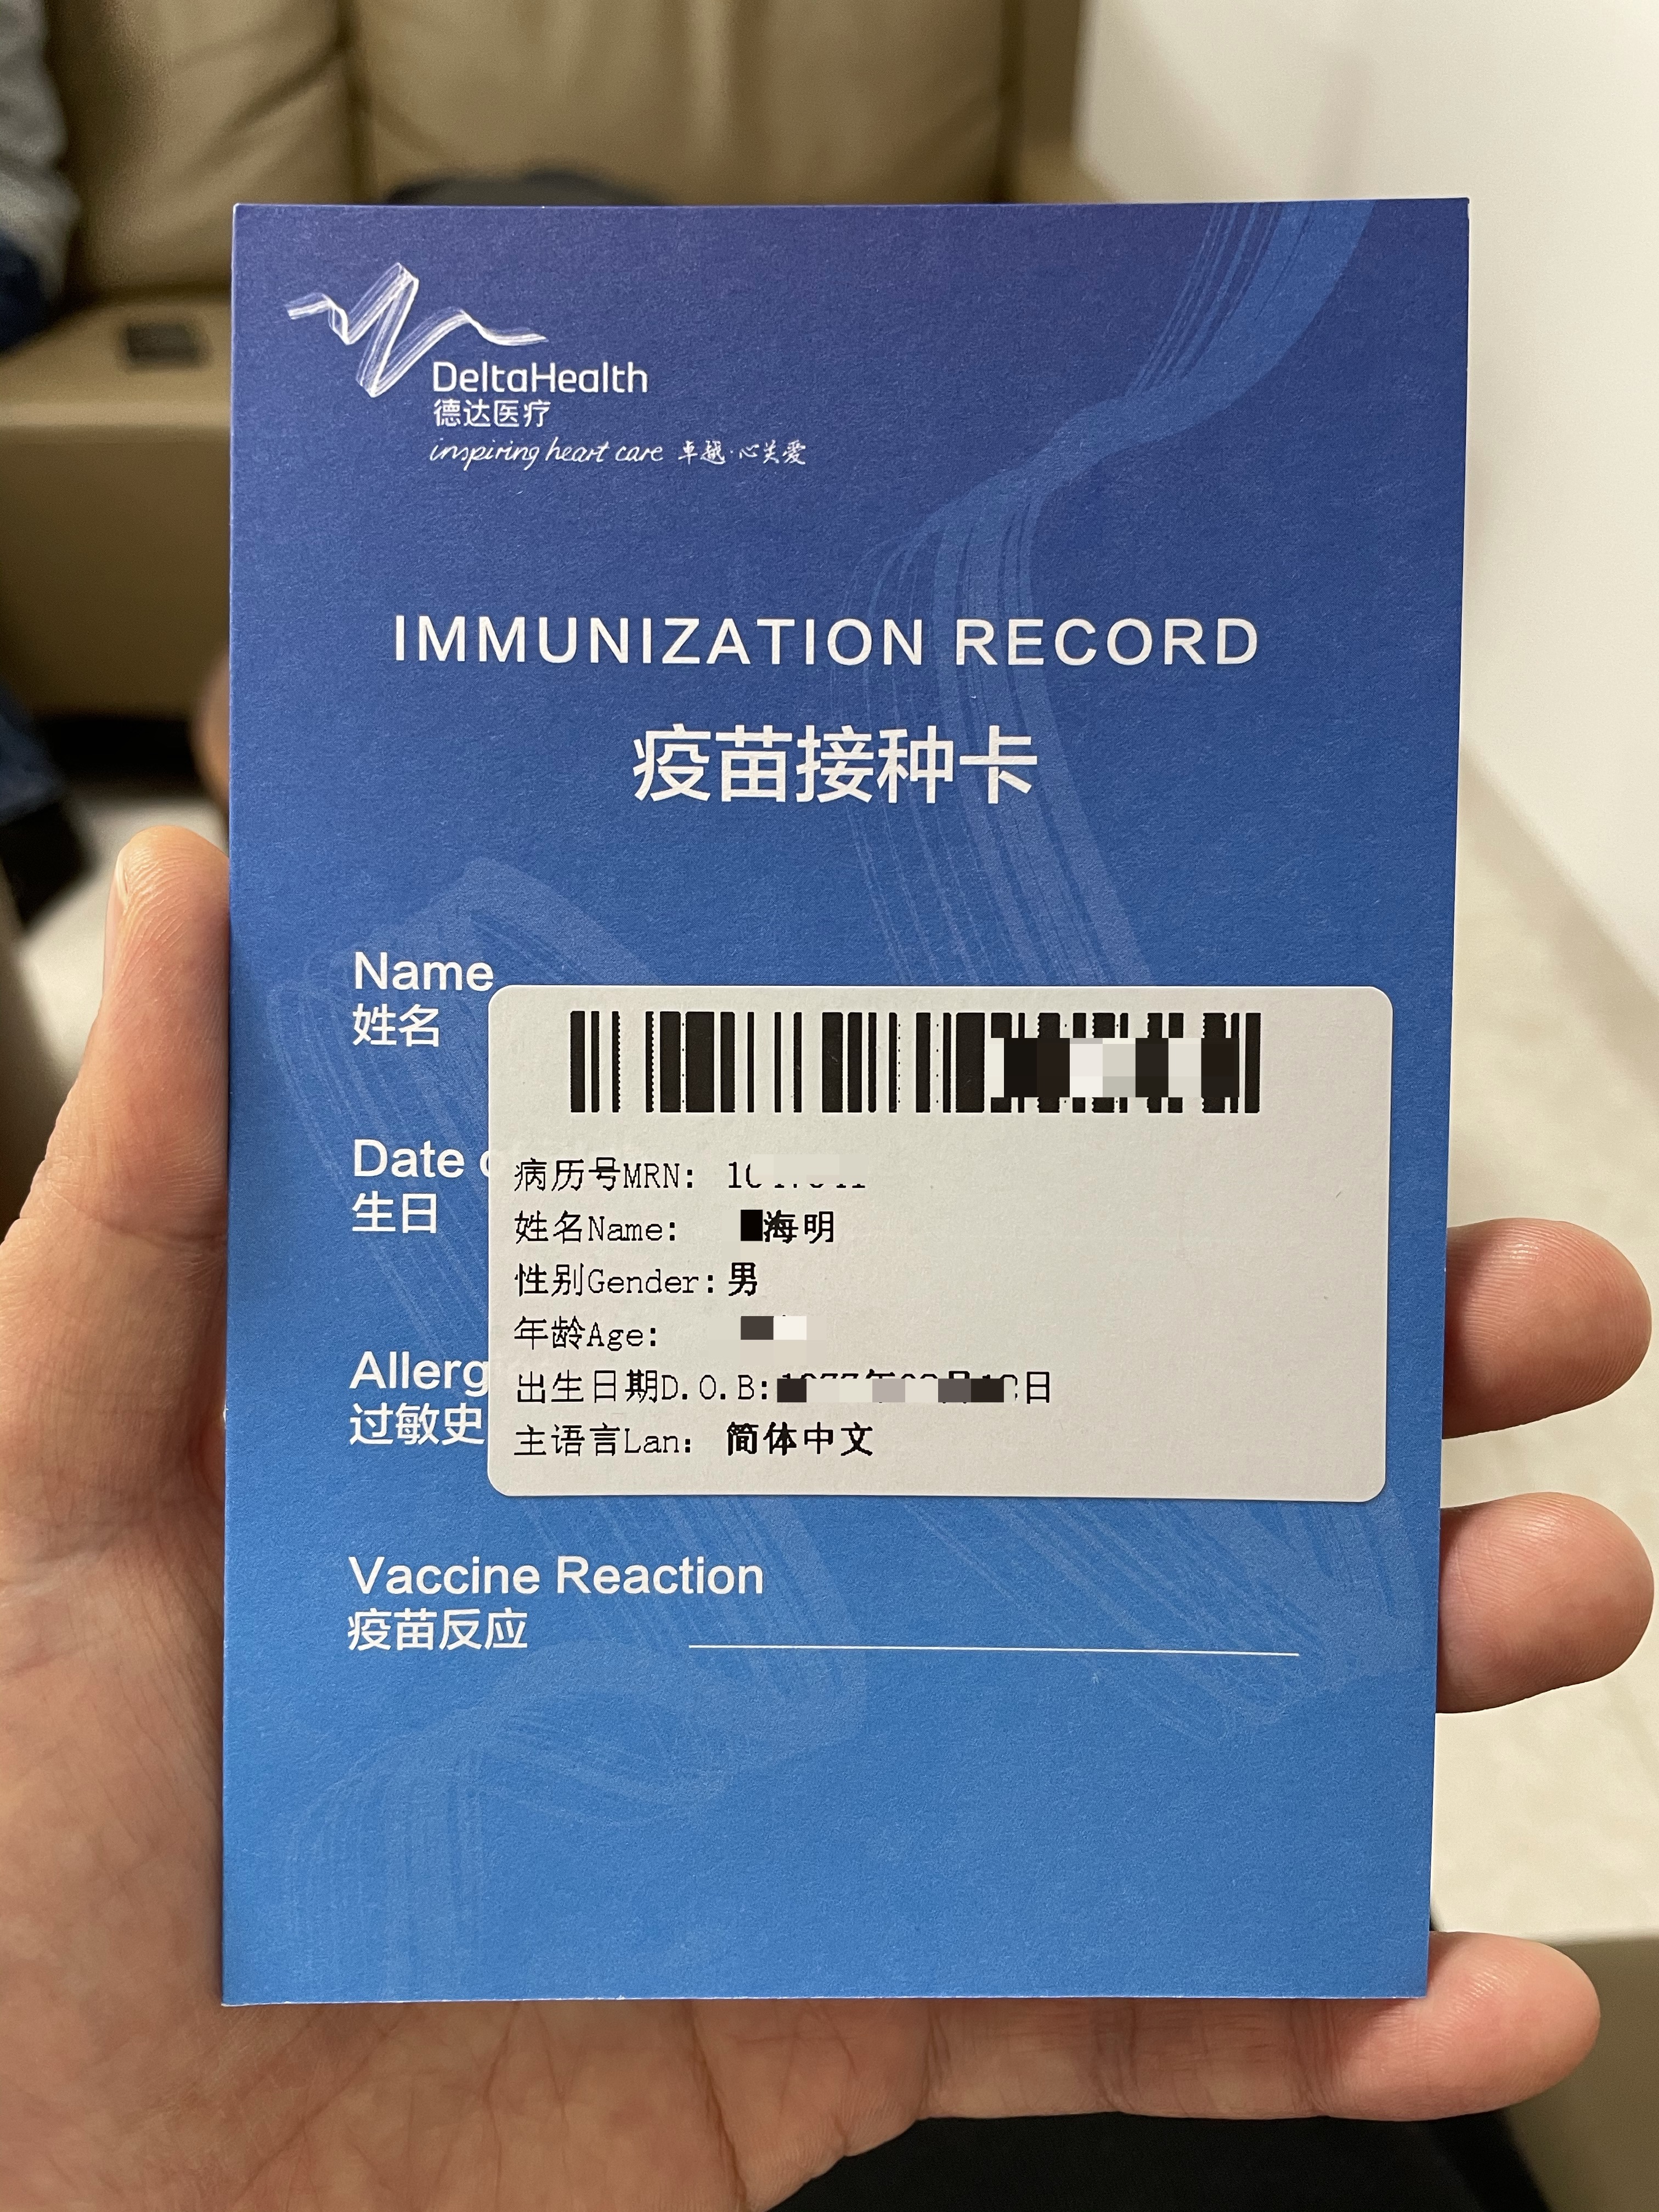 DeltaHealth
德达医疗
inspiring heart care 卓越·心关爱
IMMUNIZATION RECORD
疫苗接种卡
Name
姓名
Date
生日
过敏史
病历号MRN:
姓名Name: 海明
性别Gender: 男
年龄Age:
出生日期D.O.B: 日
主语言Lan: 简体中文
Vaccine Reaction
疫苗反应